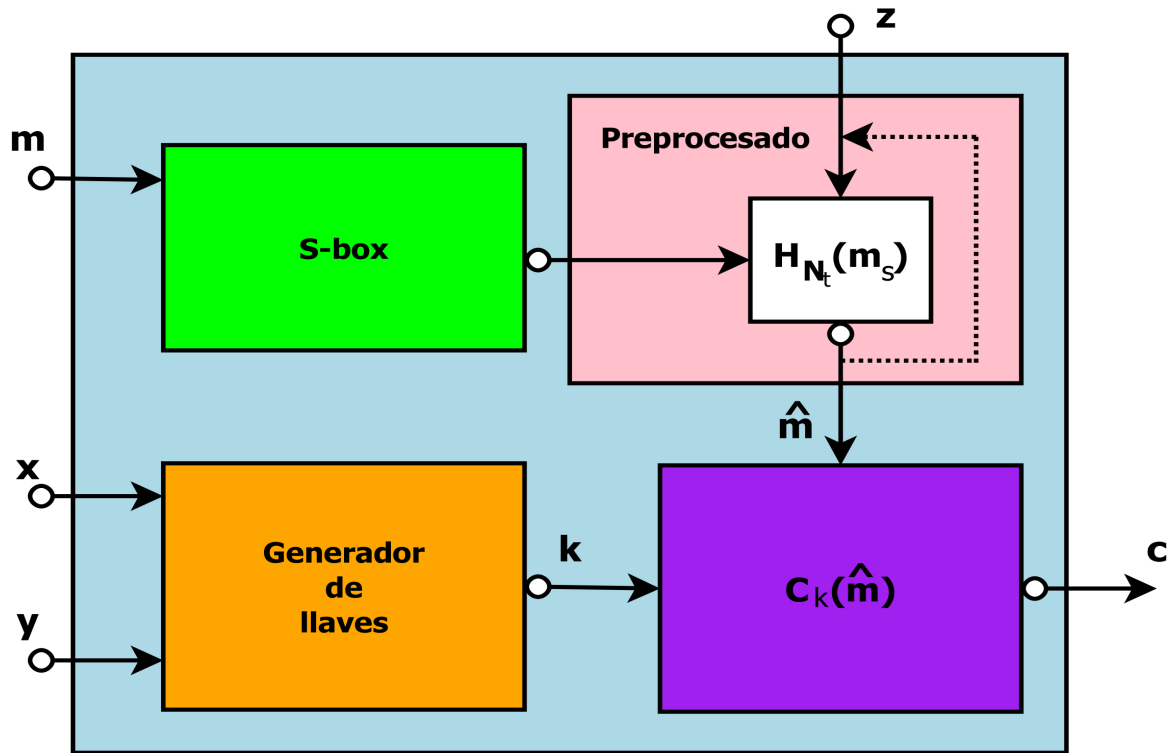 z
m
Preprocesado
S-box
H_{N_t}(m_s)
m̂
x
Generador
de
llaves
k
C_k(m̂)
c
y